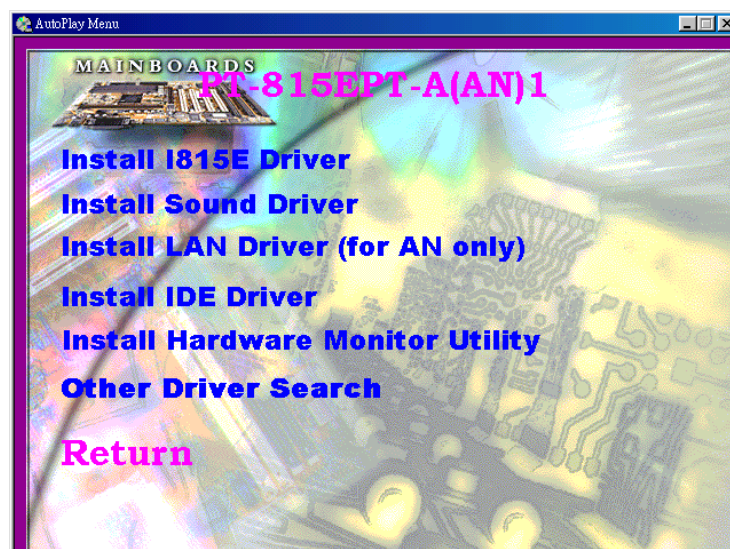 AutoPlay Menu
MAINBOARDS
PT-815EPT-A(AN)1
Install I815E Driver
Install Sound Driver
Install LAN Driver (for AN only)
Install IDE Driver
Install Hardware Monitor Utility
Other Driver Search
Return